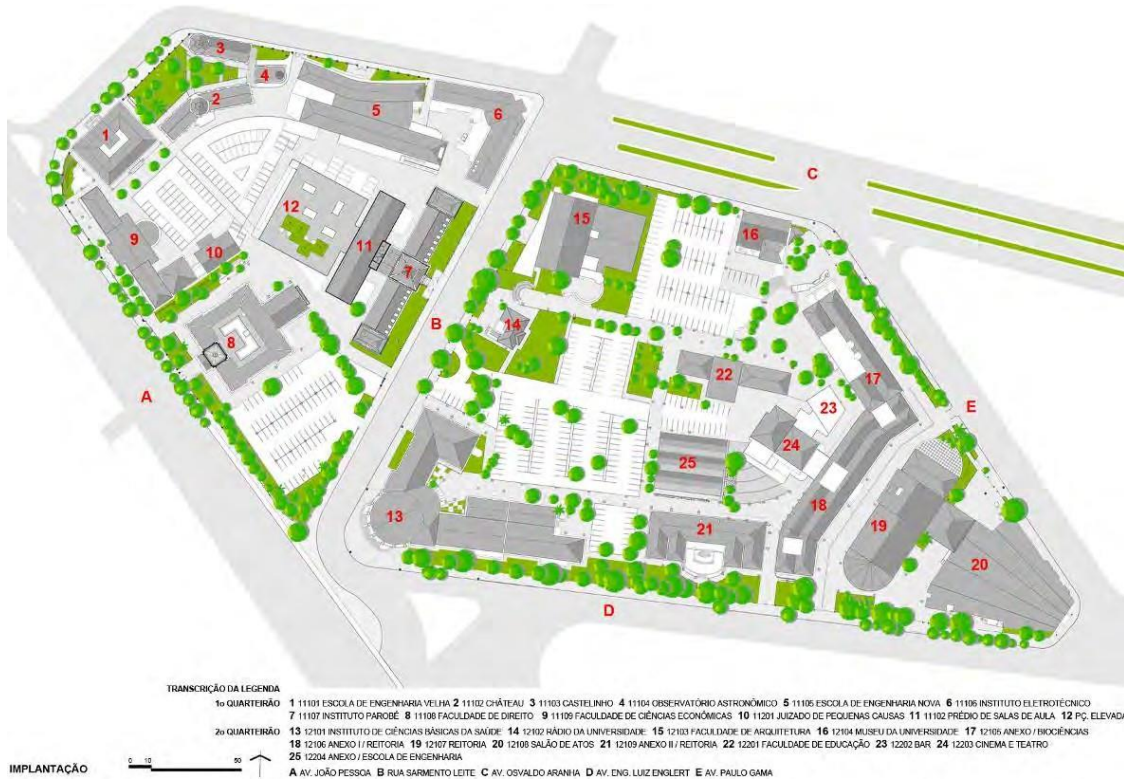 3
4
2
5
6
1
C
12
15
16
9
10
11
7
B
14
8
22
17
A
23
E
24
25
13
18
21
19
20
D
TRANSCRIÇÃO DA LEGENDA
1o QUARTEIRÃO 1 11101 ESCOLA DE ENGENHARIA VELHA 2 11102 CHÂTEAU 3 11103 CASTELINHO 4 11104 OBSERVATÓRIO ASTRONÔMICO 5 11105 ESCOLA DE ENGENHARIA NOVA 6 11106 INSTITUTO ELETROTÉCNICO
7 11107 INSTITUTO PAROBÉ 8 11108 FACULDADE DE DIREITO 9 11109 FACULDADE DE CIÊNCIAS ECONÔMICAS 10 11201 JUIZADO DE PEQUENAS CAUSAS 11 11102 PRÉDIO DE SALAS DE AULA 12 PÇ. ELEVADA
2o QUARTEIRÃO 13 12101 INSTITUTO DE CIÊNCIAS BÁSICAS DA SAÚDE 14 12102 RÁDIO DA UNIVERSIDADE 15 12103 FACULDADE DE ARQUITETURA 16 12104 MUSEU DA UNIVERSIDADE 17 12105 ANEXO / BIOCIÊNCIAS
18 12106 ANEXO I / REITORIA 19 12107 REITORIA 20 12108 SALÃO DE ATOS 21 12109 ANEXO II / REITORIA 22 22201 FACULDADE DE EDUCAÇÃO 23 12202 BAR 24 12203 CINEMA E TEATRO
25 12204 ANEXO / ESCOLA DE ENGENHARIA
IMPLANTAÇÃO 0 10 50 A AV. JOÃO PESSOA B RUA SARMENTO LEITE C AV. OSVALDO ARANHA D AV. ENG. LUIZ ENGLERT E AV. PAULO GAMA